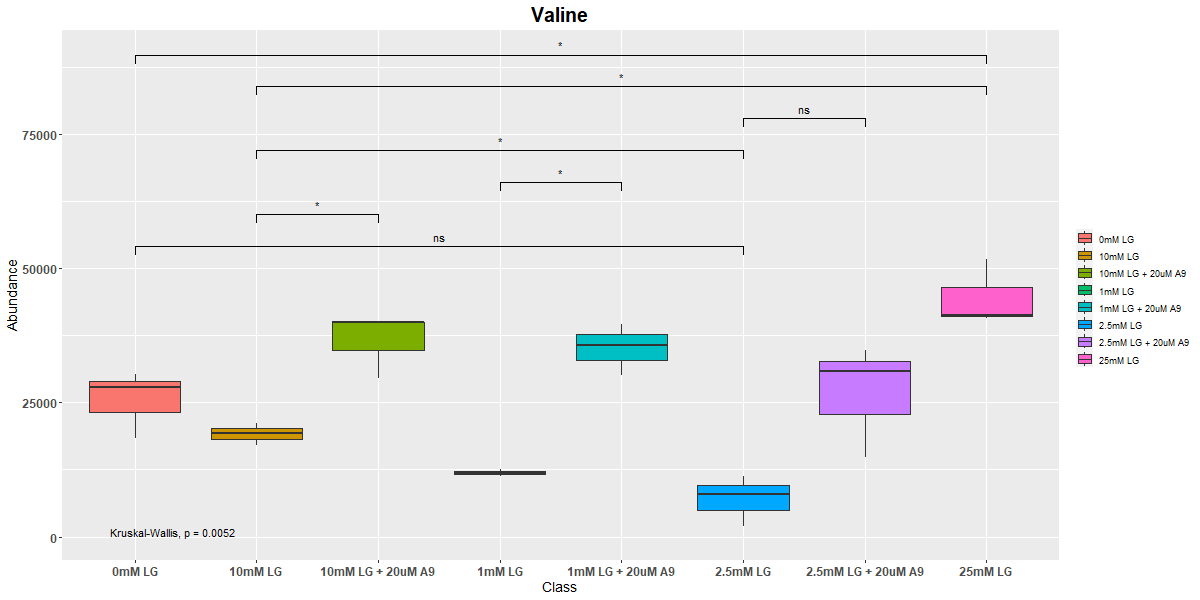 Valine
*
*
ns
*
*
*
ns
75000
50000
25000
0
Abundance
Kruskal-Wallis, p = 0.0052
0mM LG 10mM LG 10mM LG + 20uM A9 1mM LG 1mM LG + 20uM A9 2.5mM LG 2.5mM LG + 20uM A9 25mM LG
Class
0mM LG
10mM LG
10mM LG + 20uM A9
1mM LG
1mM LG + 20uM A9
2.5mM LG
2.5mM LG + 20uM A9
25mM LG